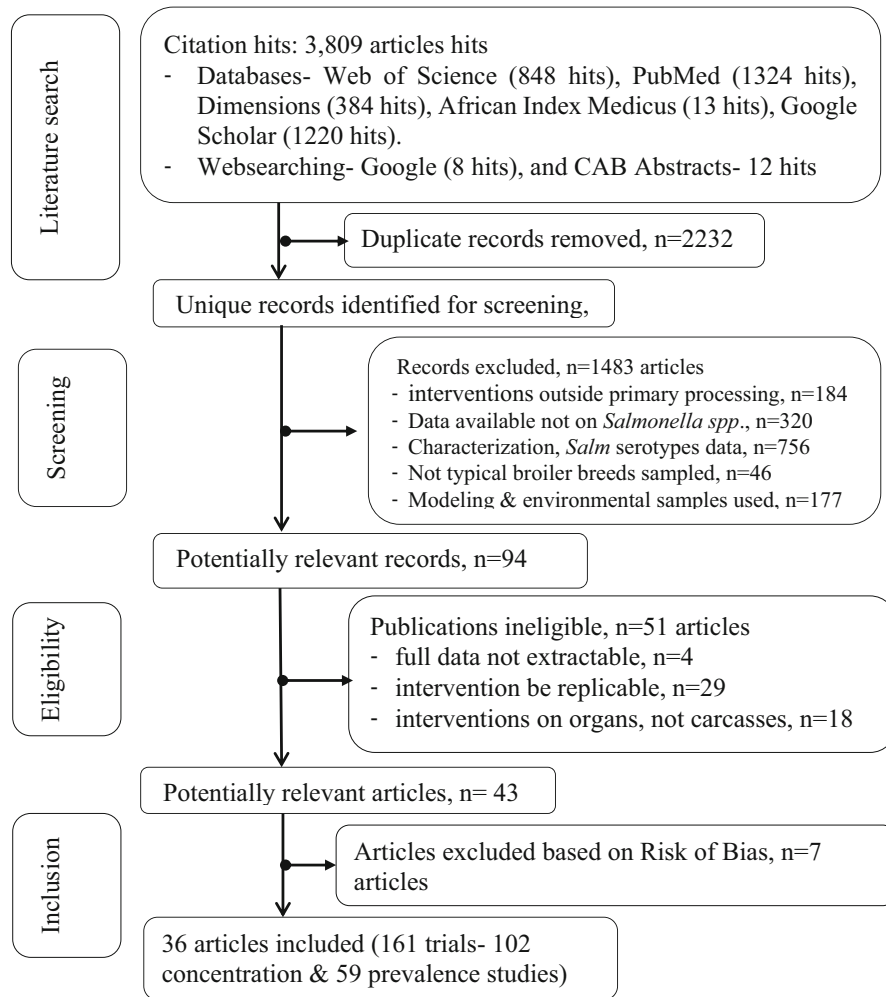 Literature search
Citation hits: 3,809 articles hits
- Databases- Web of Science (848 hits), PubMed (1324 hits),
Dimensions (384 hits), African Index Medicus (13 hits), Google
Scholar (1220 hits).
- Websearching- Google (8 hits), and CAB Abstracts- 12 hits
Duplicate records removed, n=2232
Unique records identified for screening,
Screening
Records excluded, n=1483 articles
- interventions outside primary processing, n=184
- Data available not on Salmonella spp., n=320
- Characterization, Salm serotypes data, n=756
- Not typical broiler breeds sampled, n=46
- Modeling & environmental samples used, n=177
Potentially relevant records, n=94
Eligibility
Publications ineligible, n=51 articles
- full data not extractable, n=4
- intervention be replicable, n=29
- interventions on organs, not carcasses, n=18
Potentially relevant articles, n= 43
Inclusion
Articles excluded based on Risk of Bias, n=7
articles
36 articles included (161 trials- 102
concentration & 59 prevalence studies)